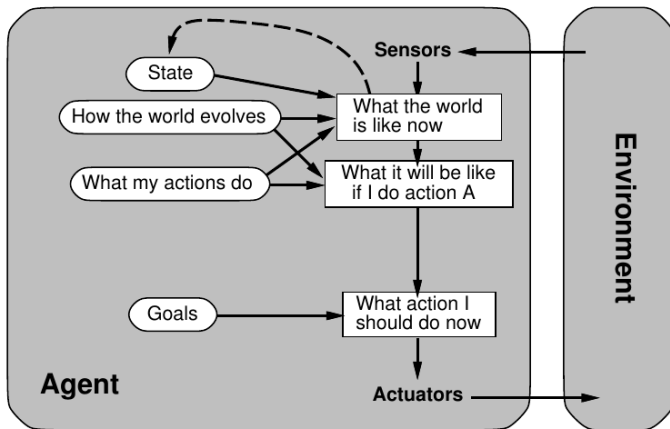 Sensors
State
What the world
is like now
How the world evolves
What it will be like
if I do action A
What my actions do
Environment
What action I
should do now
Goals
Agent
Actuators